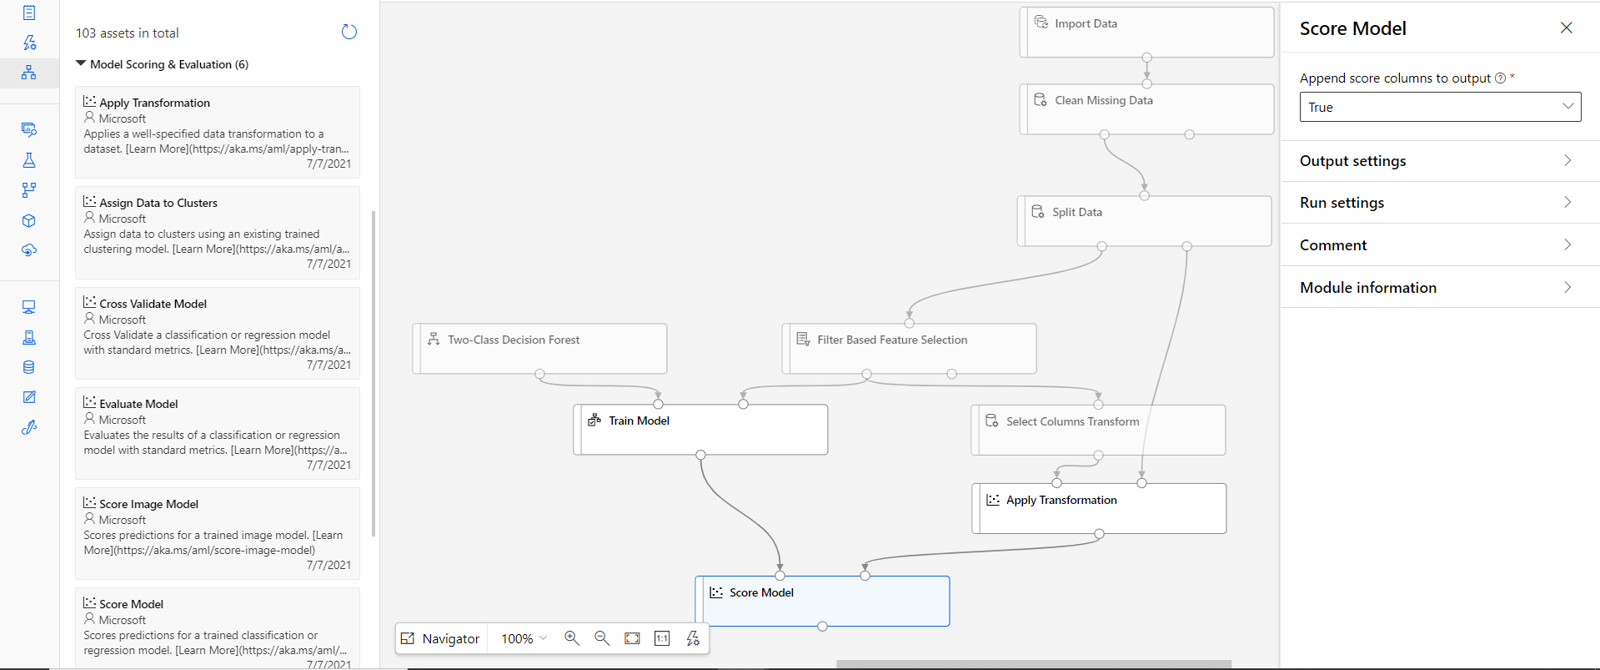 103 assets in total
Model Scoring & Evaluation (6)
Apply Transformation
Microsoft
Applies a well-specified data transformation to a
dataset. [Learn More](https://aka.ms/aml/apply-tran...
7/7/2021
Assign Data to Clusters
Microsoft
Assign data to clusters using an existing trained
clustering model. [Learn More](https://aka.ms/aml/a...
7/7/2021
Cross Validate Model
Microsoft
Cross Validate a classification or regression model
with standard metrics. [Learn More](https://aka.ms/a...
7/7/2021
Evaluate Model
Microsoft
Evaluates the results of a classification or regression
model with standard metrics. [Learn More](https://a...
7/7/2021
Score Image Model
Microsoft
Scores predictions for a trained image model. [Learn
More](https://aka.ms/aml/score-image-model)
7/7/2021
Score Model
Microsoft
Scores predictions for a trained classification or
regression model. [Learn More](https://aka.ms/aml/...
7/7/2021
Import Data
Clean Missing Data
Split Data
Two-Class Decision Forest
Filter Based Feature Selection
Train Model
Select Columns Transform
Apply Transformation
Score Model
Navigator
100%
1:1
Score Model
Append score columns to output ? *
True
Output settings
Run settings
Comment
Module information